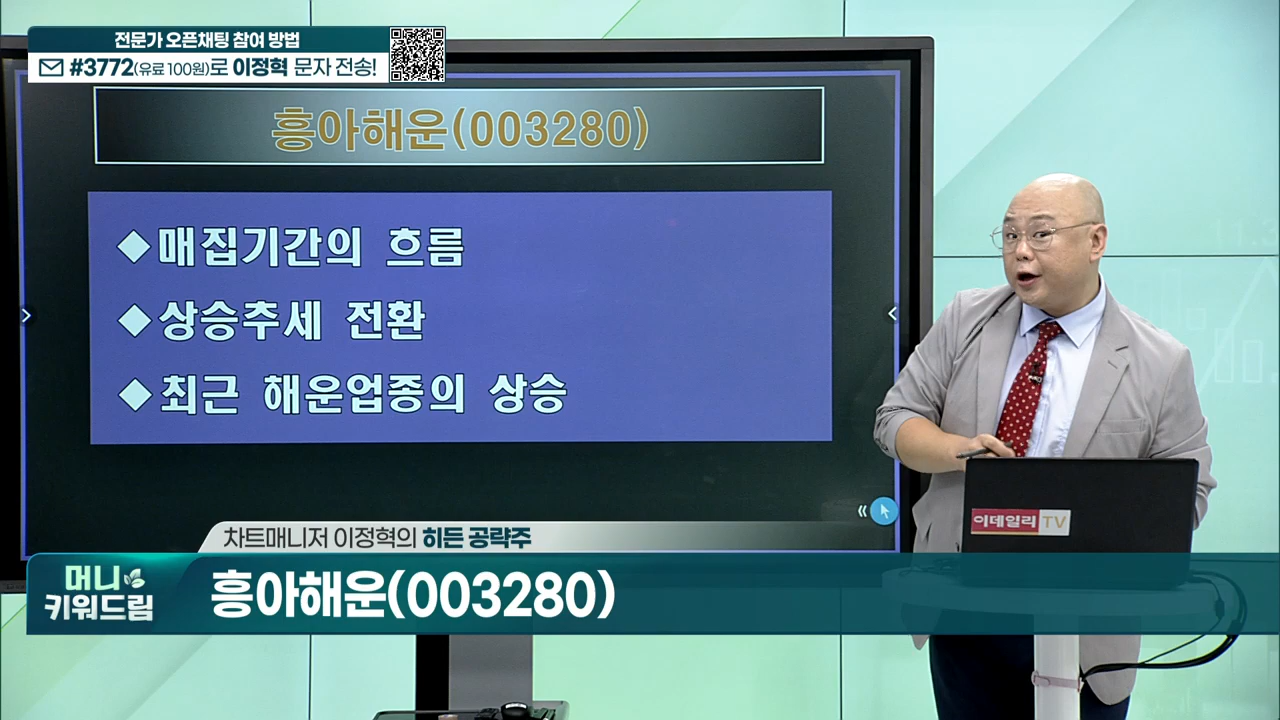 전문가 오픈채팅 참여 방법
#3772(유료 100원)로 이정혁 문자 전송!
흥아해운(003280)
◆매집기간의 흐름
◆상승추세 전환
◆최근 해운업종의 상승
이데일리 TV
차트매니저 이정혁의 히든 공략주
머니
키워드림
흥아해운(003280)